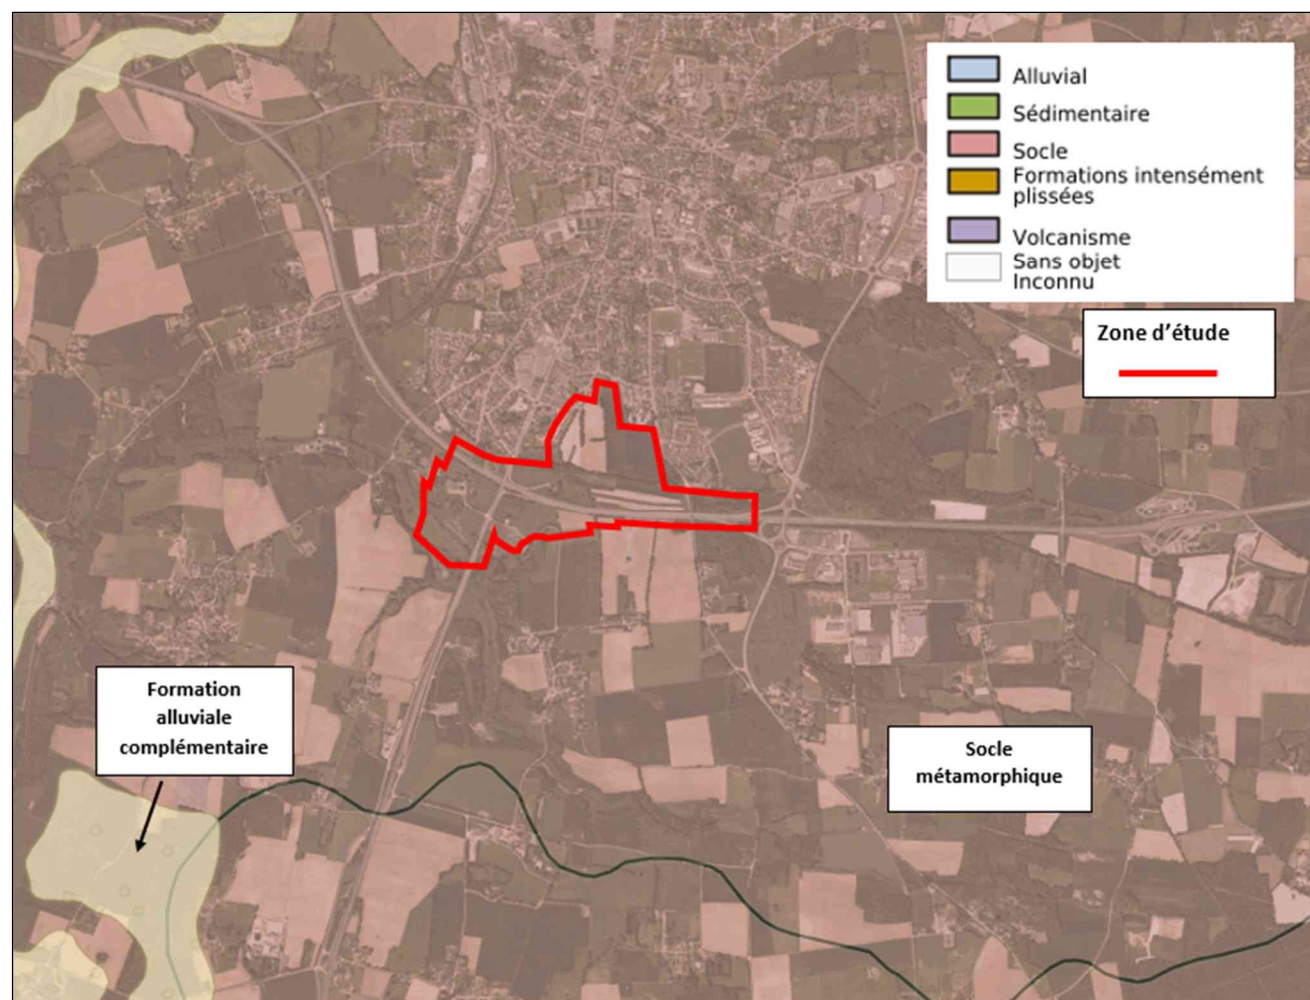 Alluvial
Sédimentaire
Socle
Formations intensément
plissées
Volcanisme
Sans objet
Inconnu
Zone d'étude
Formation
alluviale
complémentaire
Socle
métamorphique